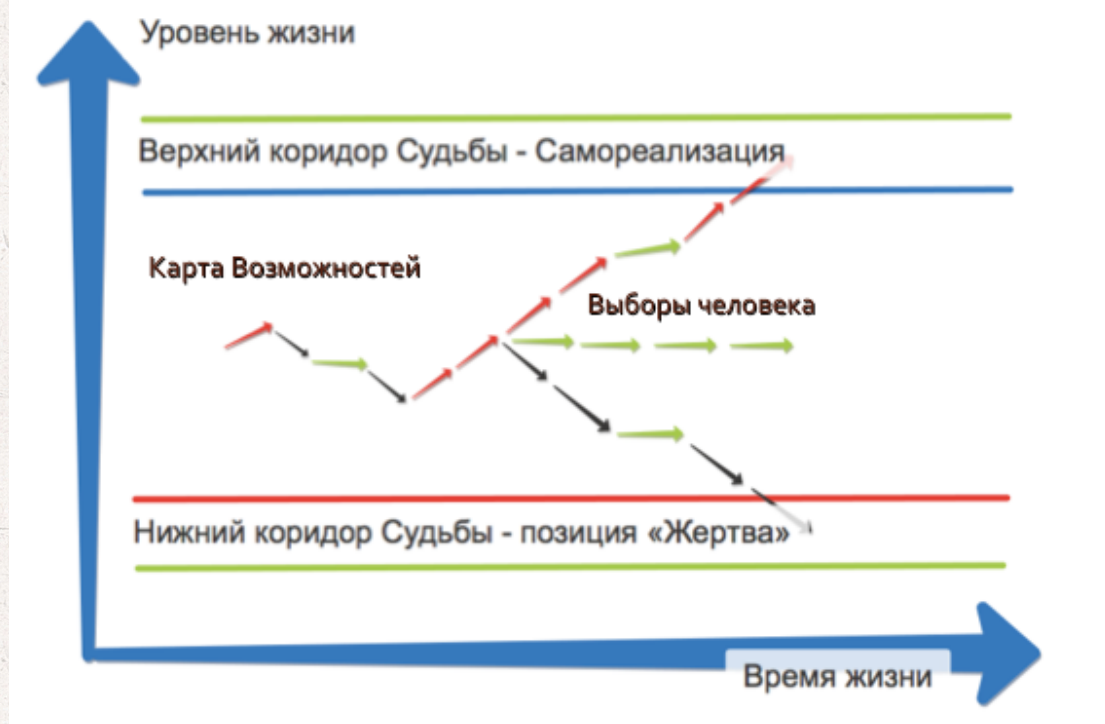 Уровень жизни
Верхний коридор Судьбы - Самореализация
Карта Возможностей
Выборы человека
Нижний коридор Судьбы - позиция «Жертва»
Время жизни